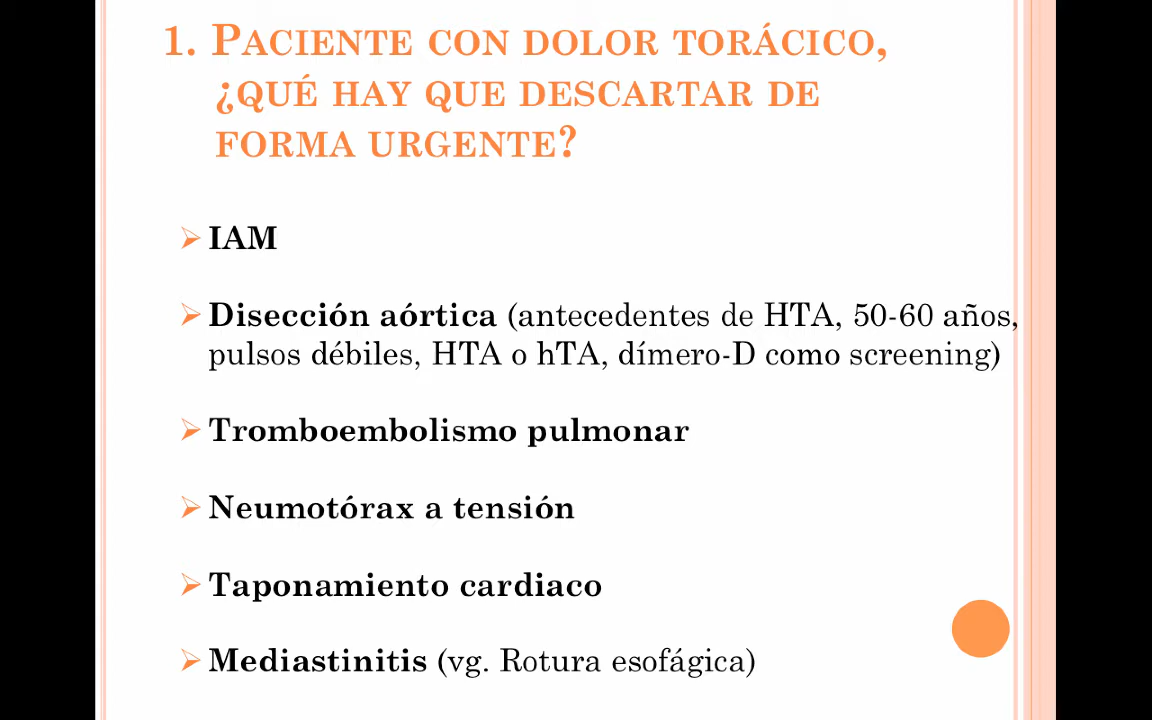 1. PACIENTE CON DOLOR TORÁCICO,
¿QUÉ HAY QUE DESCARTAR DE
FORMA URGENTE?
➢ IAM
➢ Disección aórtica (antecedentes de HTA, 50-60 años,
pulsos débiles, HTA o hTA, dímero-D como screening)
➢ Tromboembolismo pulmonar
➢ Neumotórax a tensión
➢ Taponamiento cardiaco
➢ Mediastinitis (vg. Rotura esofágica)